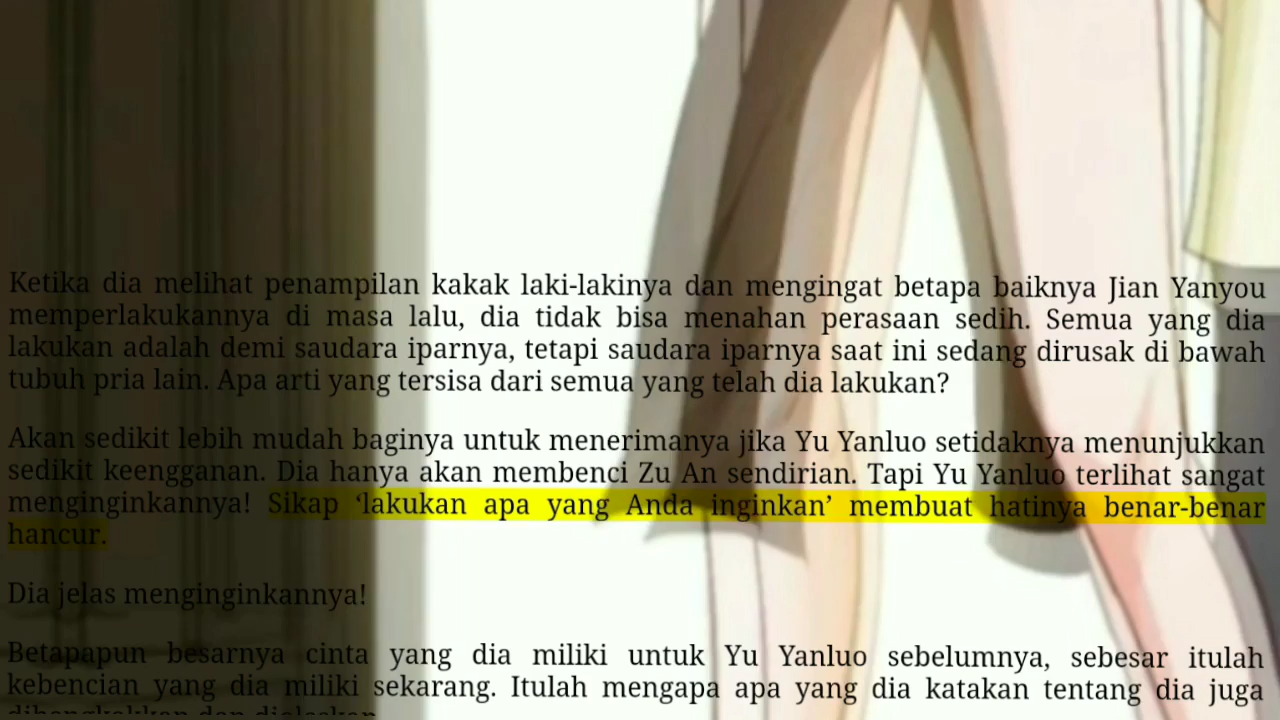 Ketika dia melihat penampilan kakak laki-lakinya dan mengingat betapa baiknya Jian Yanyou
memperlakukannya di masa lalu, dia tidak bisa menahan perasaan sedih. Semua yang dia
lakukan adalah demi saudara iparnya, tetapi saudara iparnya saat ini sedang dirusak di bawah
tubuh pria lain. Apa arti yang tersisa dari semua yang telah dia lakukan?
Akan sedikit lebih mudah baginya untuk menerimanya jika Yu Yanluo setidaknya menunjukkan
sedikit keengganan. Dia hanya akan membenci Zu An sendirian. Tapi Yu Yanluo terlihat sangat
menginginkannya! Sikap ‘lakukan apa yang Anda inginkan’ membuat hatinya benar-benar
hancur.
Dia jelas menginginkannya!
Betapapun besarnya cinta yang dia miliki untuk Yu Yanluo sebelumnya, sebesar itulah
kebencian yang dia miliki sekarang. Itulah mengapa apa yang dia katakan tentang dia juga